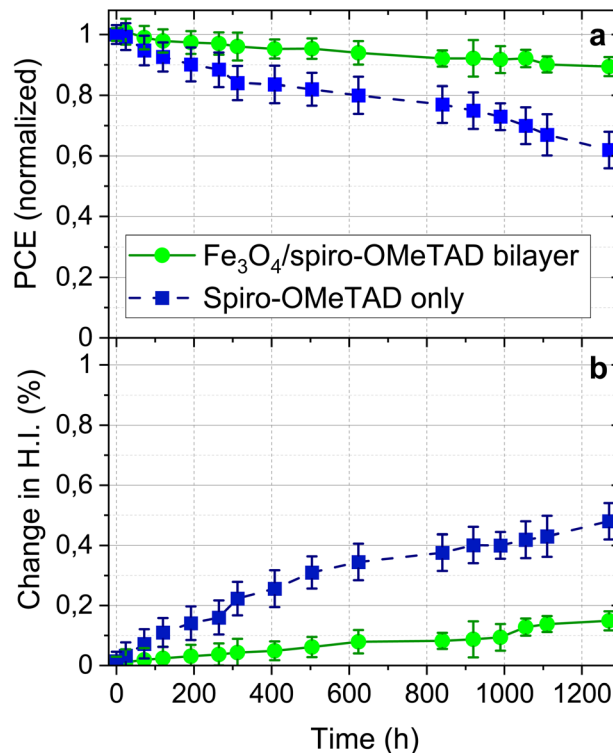 a
1
0,8
0,6
0,4
0,2
0
PCE (normalized)
Fe₃O₄/spiro-OMeTAD bilayer
Spiro-OMeTAD only
b
1
0,8
0,6
0,4
0,2
0
Change in H.I. (%)
0 200 400 600 800 1000 1200
Time (h)